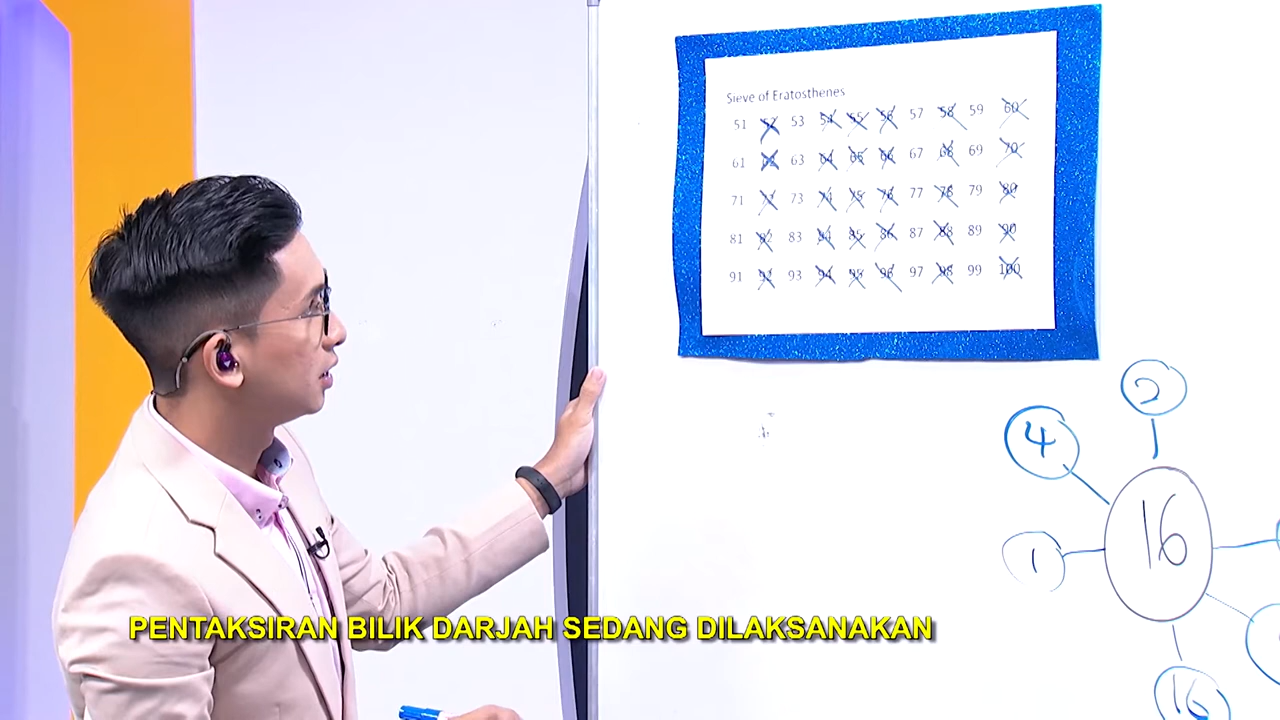 Sieve of Eratosthenes
51 52 53 54 55 56 57 58 59 60
61 62 63 64 65 66 67 68 69 70
71 72 73 74 75 76 77 78 79 80
81 82 83 84 85 86 87 88 89 90
91 92 93 94 95 96 97 98 99 100
2
4
16
1
16
PENTAKSIRAN BILIK DARJAH SEDANG DILAKSANAKAN